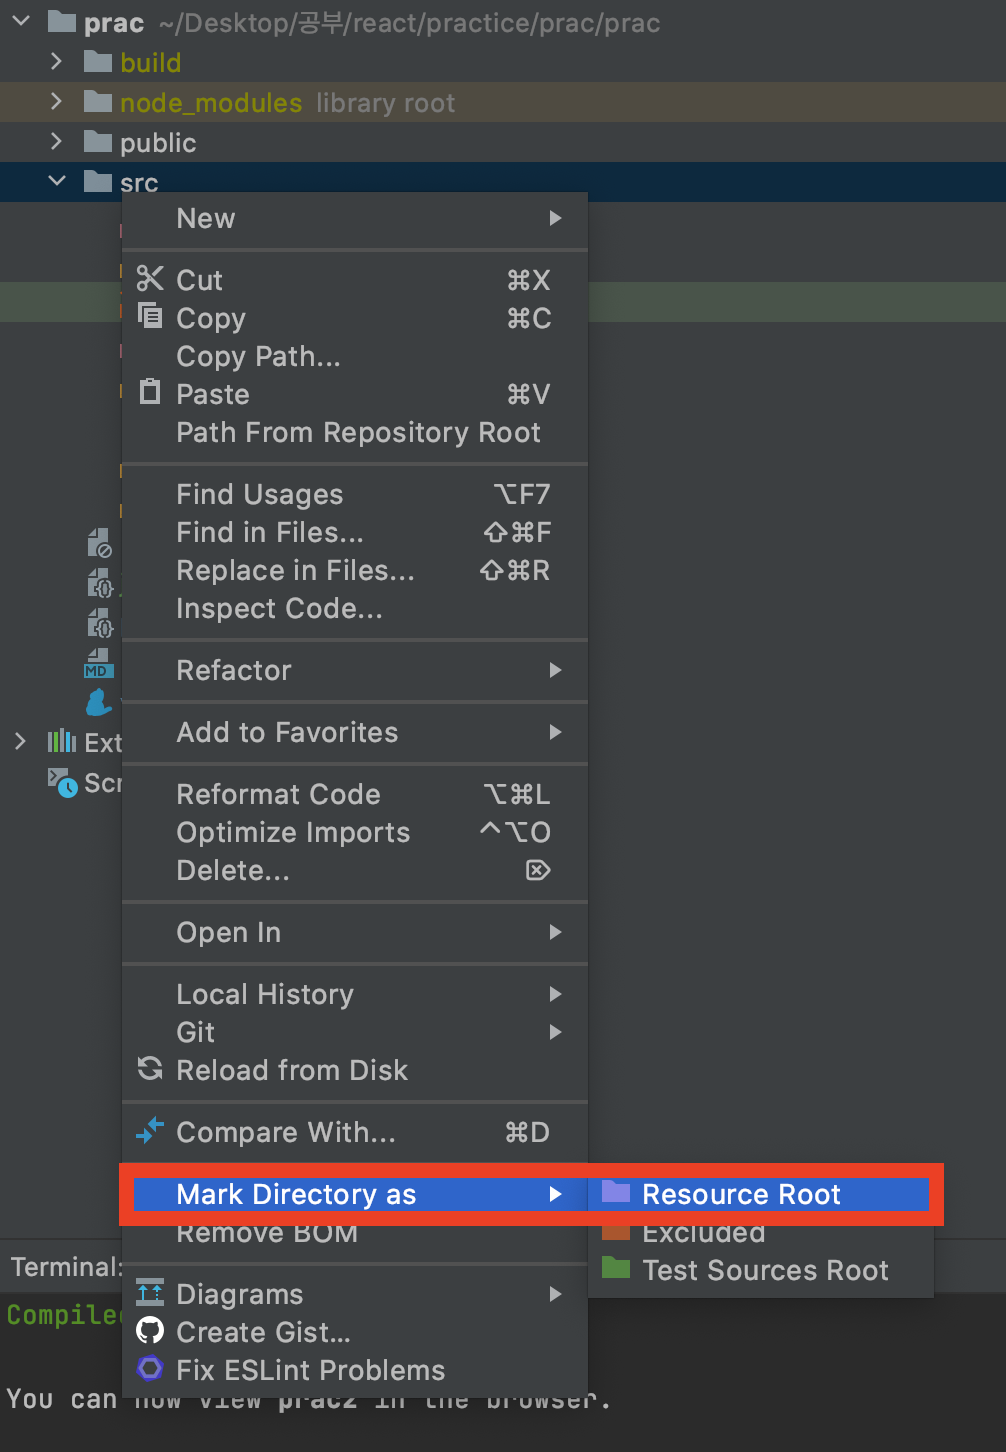 prac ~/Desktop/공부/react/practice/prac/prac
build
node_modules library root
public
src
New
Cut ⌘X
Copy ⌘C
Copy Path...
Paste ⌘V
Path From Repository Root
Find Usages ⌥F7
Find in Files... ⇧⌘F
Replace in Files... ⇧⌘R
Inspect Code...
Refactor
MD
Add to Favorites
Ext
Scr
Reformat Code ⌥⌘L
Optimize Imports ^⌥O
Delete... ⌦
Open In
Local History
Git
Reload from Disk
Compare With... ⌘D
Mark Directory as
Resource Root
Remove BOM
Excluded
Test Sources Root
Terminal:
Diagrams
Compiled
Create Gist...
Fix ESLint Problems
You can now view prac2 in the browser.